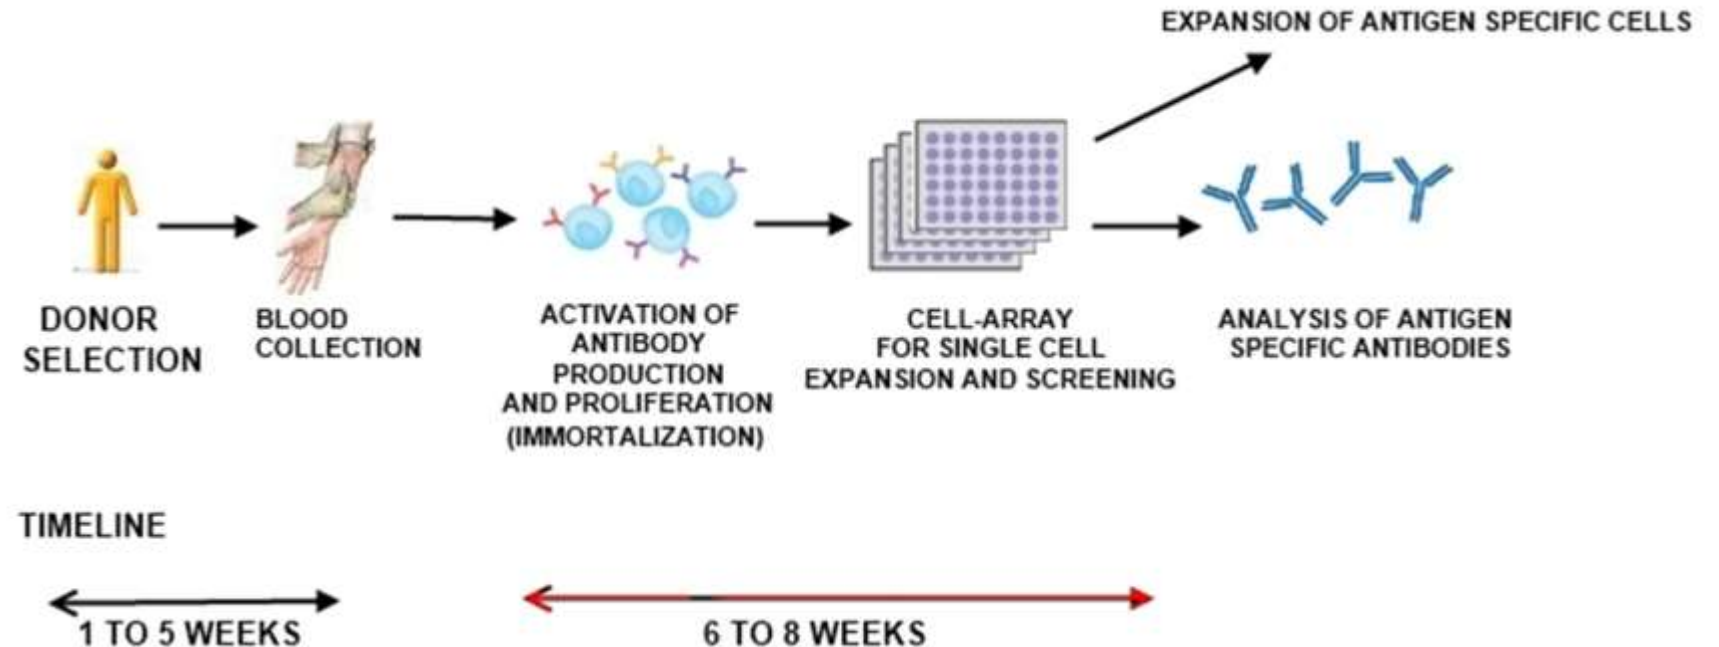 EXPANSION OF ANTIGEN SPECIFIC CELLS
DONOR
SELECTION
BLOOD
COLLECTION
ACTIVATION OF
ANTIBODY
PRODUCTION
AND PROLIFERATION
(IMMORTALIZATION)
CELL-ARRAY
FOR SINGLE CELL
EXPANSION AND SCREENING
ANALYSIS OF ANTIGEN
SPECIFIC ANTIBODIES
TIMELINE
1 TO 5 WEEKS
6 TO 8 WEEKS